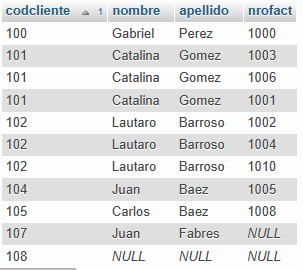 codcliente 1 nombre apellido nrofact
100 Gabriel Perez 1000
101 Catalina Gomez 1003
101 Catalina Gomez 1006
101 Catalina Gomez 1001
102 Lautaro Barroso 1002
102 Lautaro Barroso 1004
102 Lautaro Barroso 1010
104 Juan Baez 1005
105 Carlos Baez 1008
107 Juan Fabres NULL
108 NULL NULL NULL